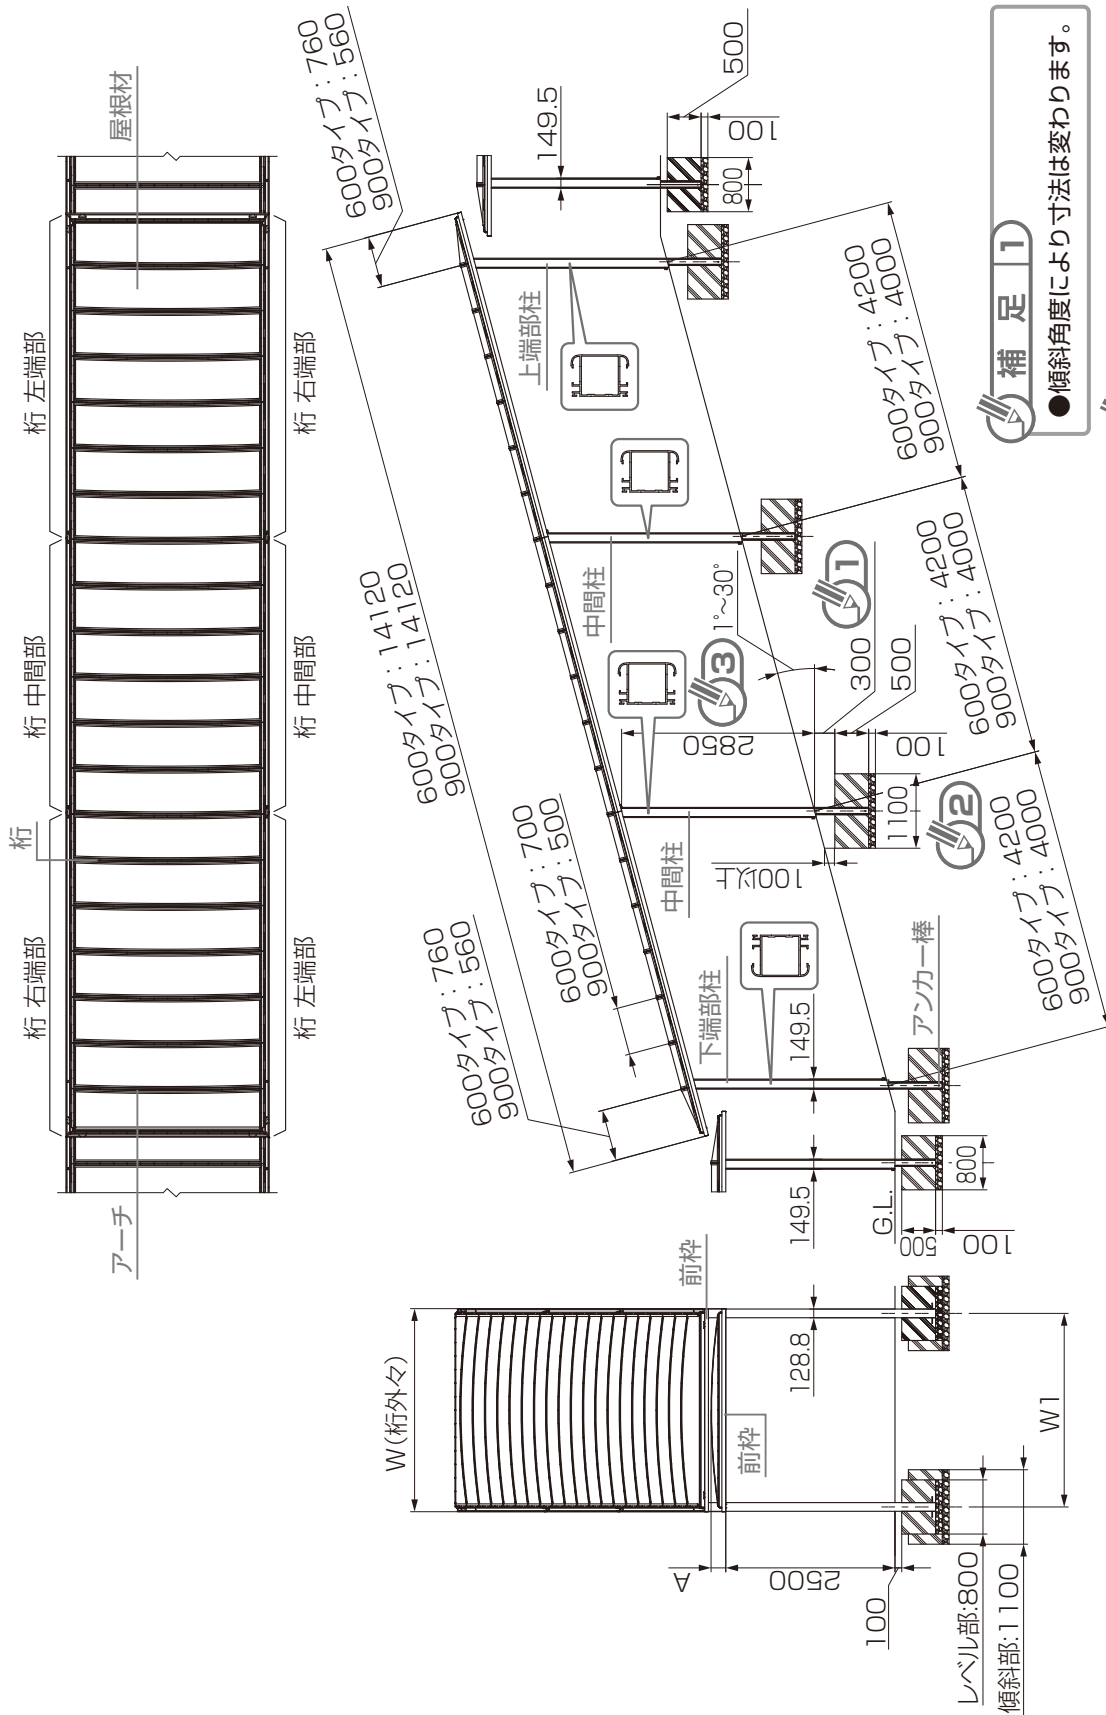 屋根材
桁 左端部
桁 中間部
桁
桁 右端部
アーチ
桁 右端部
桁 中間部
桁 左端部
600タイプ：760
900タイプ：560
600タイプ：14120
900タイプ：14120
600タイプ：700
900タイプ：500
600タイプ：760
900タイプ：560
149.5
500
100
800
上端部柱
中間柱
中間柱
下端部柱
1°～30°
3
2850
300
1
500
100
1100
2
100以上
149.5
アンカー棒
600タイプ：4200
900タイプ：4000
600タイプ：4200
900タイプ：4000
600タイプ：4200
900タイプ：4000
149.5
G.L.
800
500
100
W(桁外々)
前枠
前枠
128.8
A
2500
100
W1
レベル部:800
傾斜部:1100
補足 1
●傾斜角度により寸法は変わります。